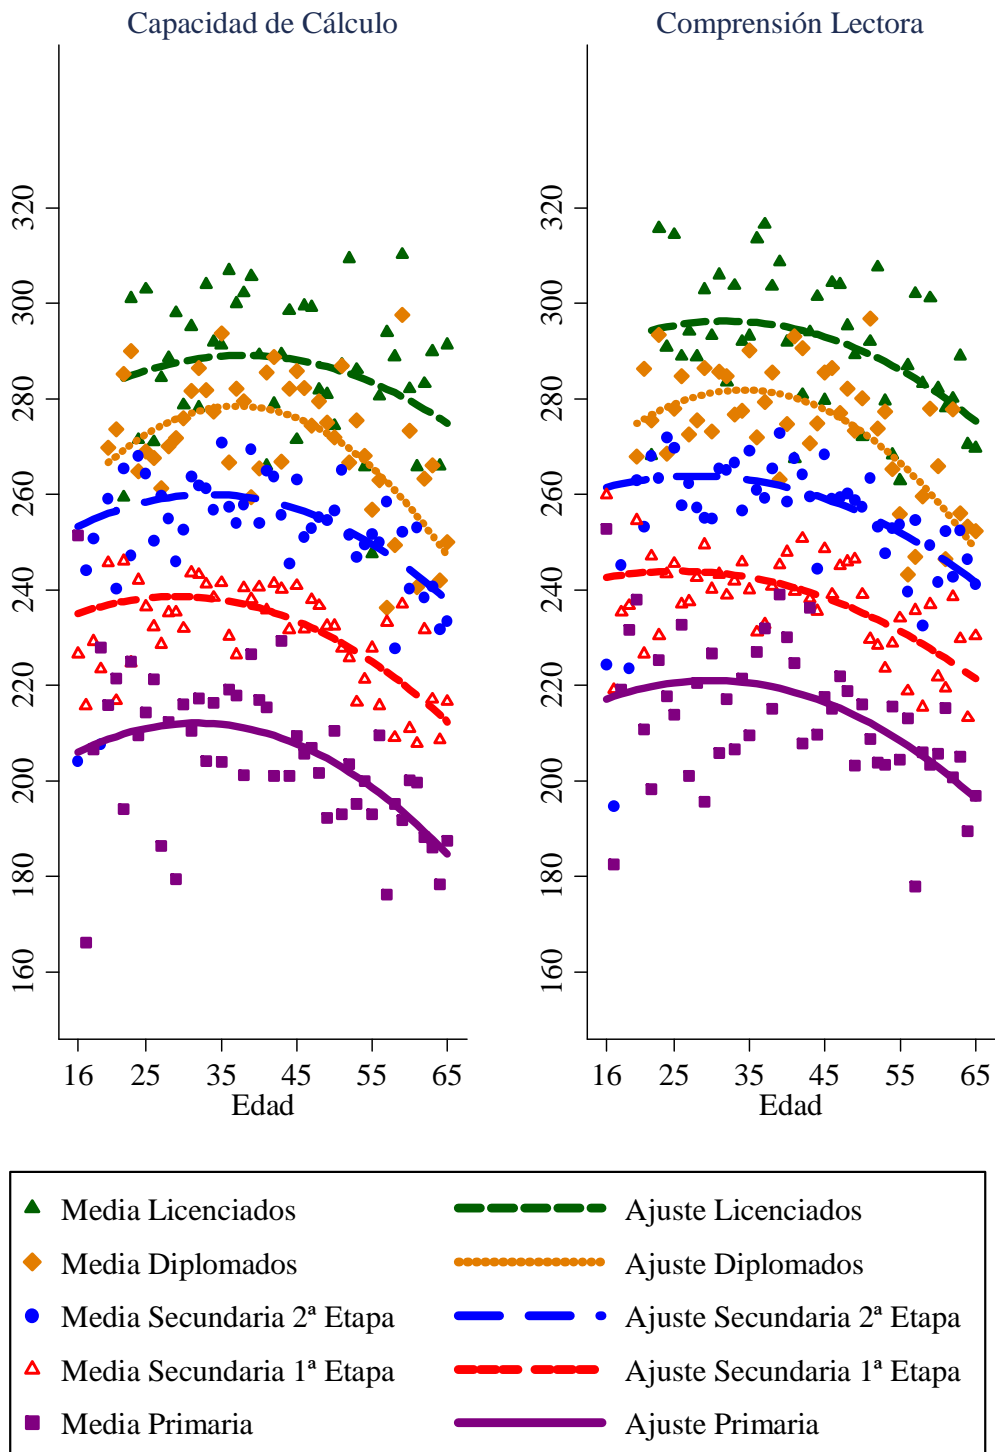 Capacidad de Cálculo
Comprensión Lectora
320
300
280
260
240
220
200
180
160
16 25 35 45 55 65
Edad
320
300
280
260
240
220
200
180
160
16 25 35 45 55 65
Edad
Media Licenciados
Ajuste Licenciados
Media Diplomados
Ajuste Diplomados
Media Secundaria 2ª Etapa
Ajuste Secundaria 2ª Etapa
Media Secundaria 1ª Etapa
Ajuste Secundaria 1ª Etapa
Media Primaria
Ajuste Primaria